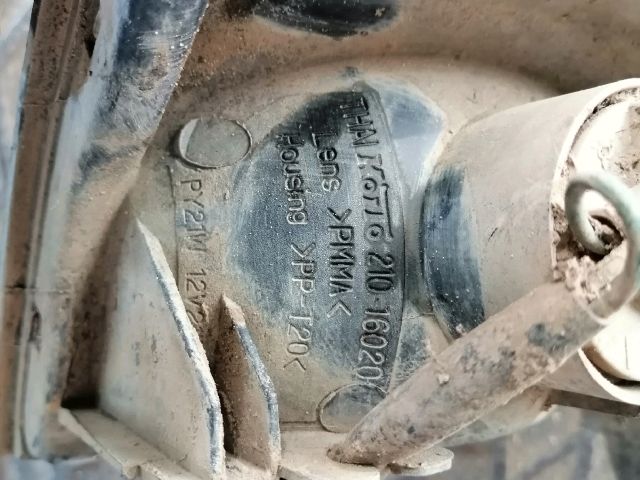 THAI Koito 210-16020
Lens >PMMA<
Housing >PP-T20<
PY21W 12V